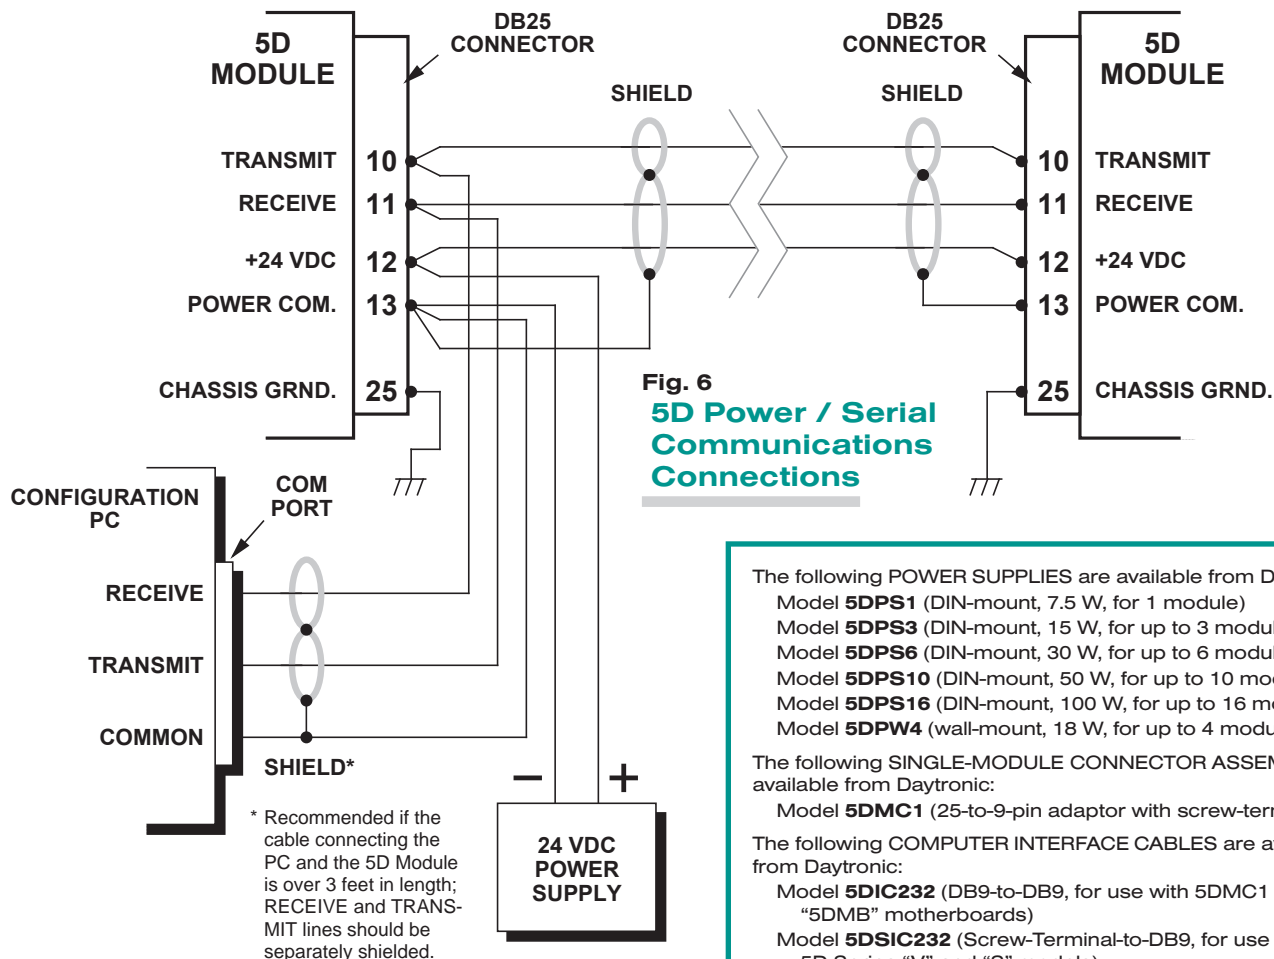 5D
MODULE
DB25
CONNECTOR
DB25
CONNECTOR
5D
MODULE
SHIELD
SHIELD
TRANSMIT 10
RECEIVE 11
+24 VDC 12
POWER COM. 13
CHASSIS GRND. 25
10 TRANSMIT
11 RECEIVE
12 +24 VDC
13 POWER COM.
25 CHASSIS GRND.
Fig. 6
5D Power / Serial
Communications
Connections
CONFIGURATION
PC
COM
PORT
RECEIVE
TRANSMIT
COMMON
SHIELD*
* Recommended if the
cable connecting the
PC and the 5D Module
is over 3 feet in length;
RECEIVE and TRANS-
MIT lines should be
separately shielded.
− +
24 VDC
POWER
SUPPLY
The following POWER SUPPLIES are available from D
Model 5DPS1 (DIN-mount, 7.5 W, for 1 module)
Model 5DPS3 (DIN-mount, 15 W, for up to 3 modul
Model 5DPS6 (DIN-mount, 30 W, for up to 6 modul
Model 5DPS10 (DIN-mount, 50 W, for up to 10 mod
Model 5DPS16 (DIN-mount, 100 W, for up to 16 mo
Model 5DPW4 (wall-mount, 18 W, for up to 4 modu
The following SINGLE-MODULE CONNECTOR ASSEM
available from Daytronic:
Model 5DMC1 (25-to-9-pin adaptor with screw-term
The following COMPUTER INTERFACE CABLES are av
from Daytronic:
Model 5DIC232 (DB9-to-DB9, for use with 5DMC1
“5DMB” motherboards)
Model 5DSIC232 (Screw-Terminal-to-DB9, for use